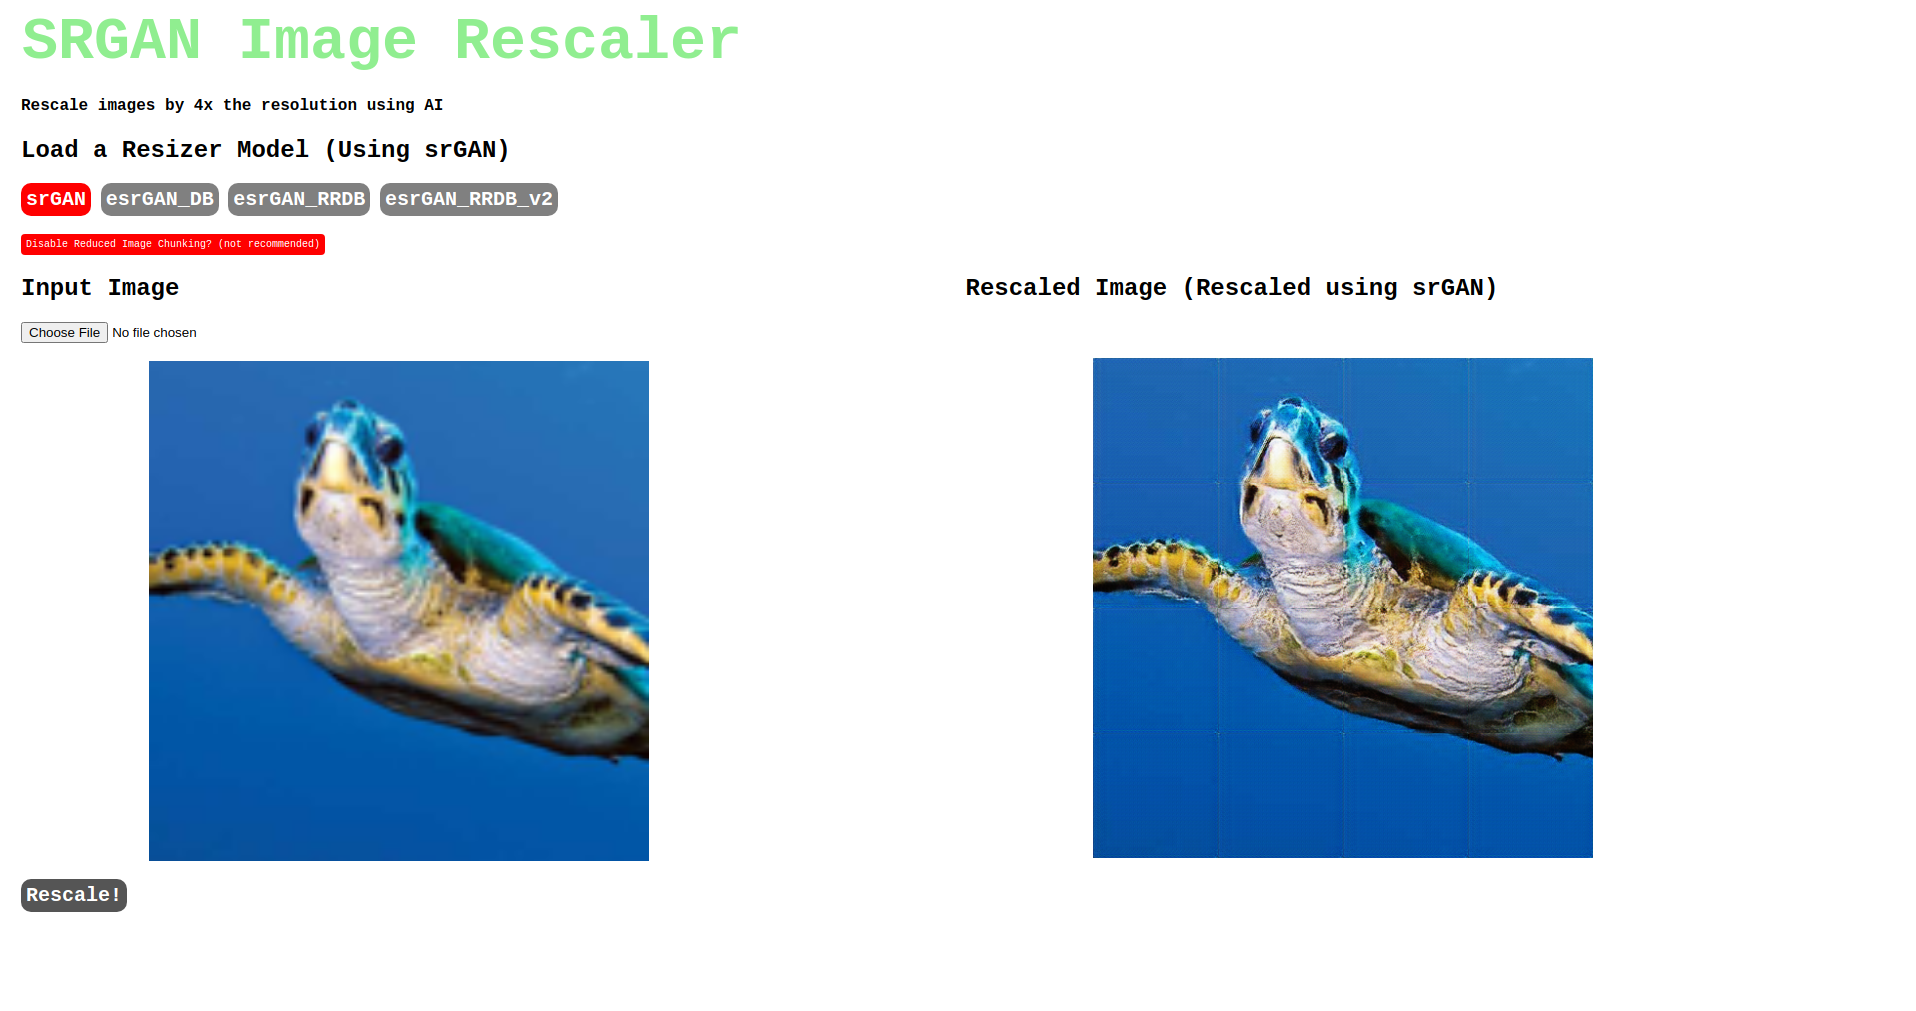 SRGAN Image Rescaler
Rescale images by 4x the resolution using AI
Load a Resizer Model (Using srGAN)
srGAN esrGAN_DB esrGAN_RRDB esrGAN_RRDB_v2
Disable Reduced Image Chunking? (not recommended)
Input Image
Choose File No file chosen
Rescaled Image (Rescaled using srGAN)
Rescale!